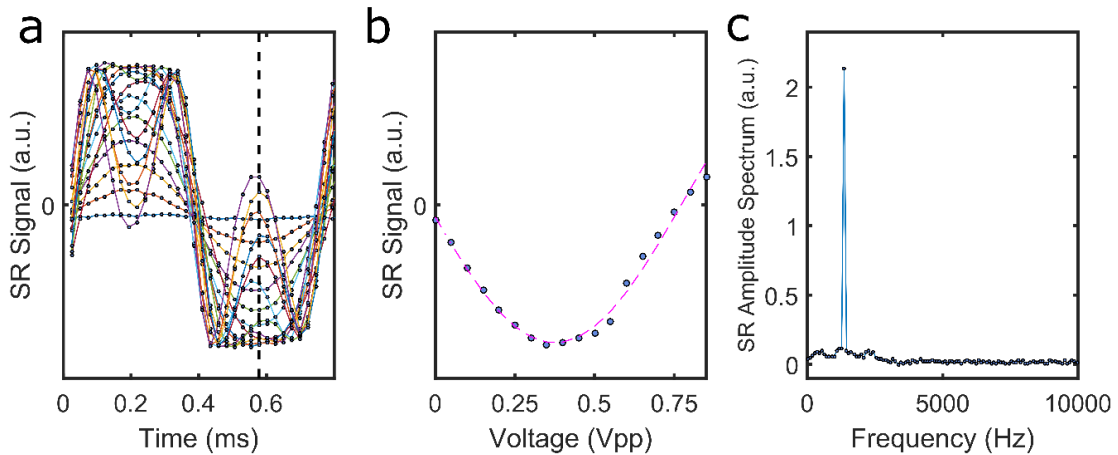 a
SR Signal (a.u.)
0
0
0.2
0.4
0.6
Time (ms)
b
SR Signal (a.u.)
0
0
0.25
0.5
0.75
Voltage (Vpp)
c
SR Amplitude Spectrum (a.u.)
2
1.5
1
0.5
0
0
5000
10000
Frequency (Hz)